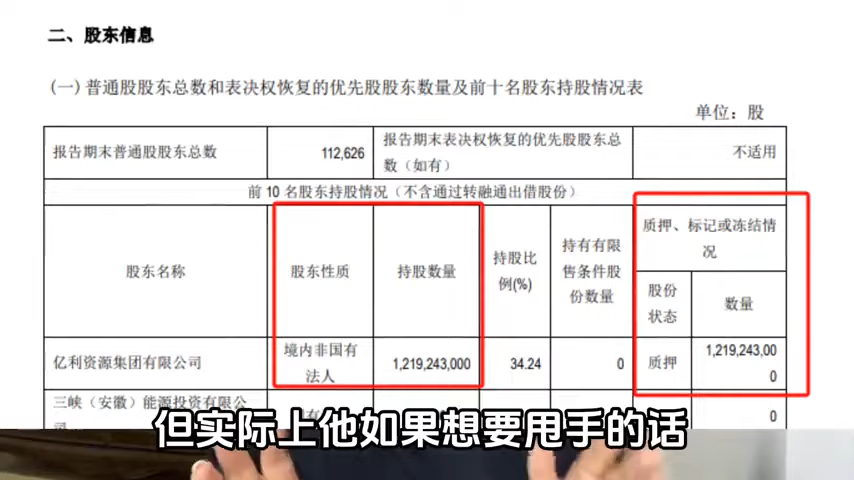 二、股东信息
(一)普通股股东总数和表决权恢复的优先股股东数量及前十名股东持股情况表
单位：股
报告期末普通股股东总数 112,626 报告期末表决权恢复的优先股股东总数（如有） 不适用
前 10 名股东持股情况（不含通过转融通出借股份）
股东名称 股东性质 持股数量 持股比例(%) 持有有限售条件股份数量 质押、标记或冻结情况
股份状态 数量
亿利资源集团有限公司 境内非国有法人 1,219,243,000 34.24 0 质押 1,219,243,000
三峡（安徽）能源投资有限公司 0
但实际上他如果想要甩手的话